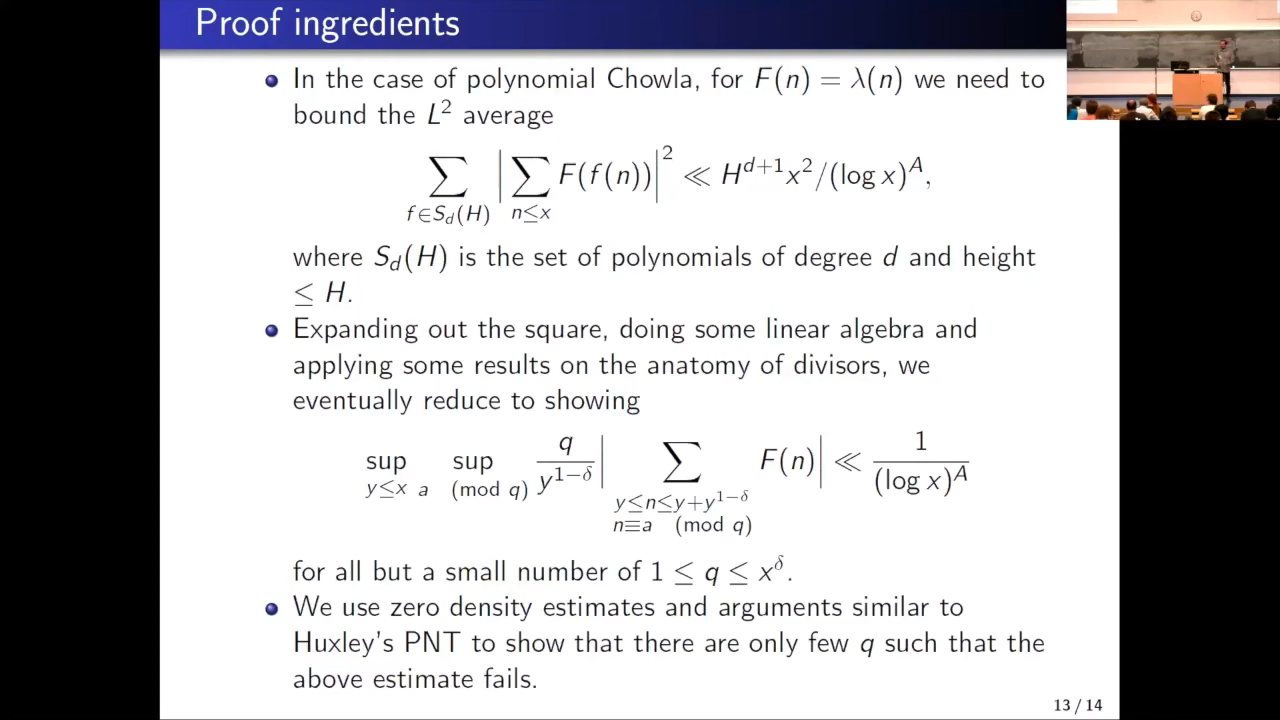 Proof ingredients
In the case of polynomial Chowla, for F(n) = λ(n) we need to
bound the L² average
∑_{f∈S_d(H)} |∑_{n≤x} F(f(n))|² ≪ H^{d+1}x²/(log x)^A,
where S_d(H) is the set of polynomials of degree d and height
≤ H.
Expanding out the square, doing some linear algebra and
applying some results on the anatomy of divisors, we
eventually reduce to showing
sup_{y≤x} sup_{a (mod q)} q/y^{1−δ} |∑_{y≤n≤y+y^{1−δ}, n≡a (mod q)} F(n)| ≪ 1/(log x)^A
for all but a small number of 1 ≤ q ≤ x^δ.
We use zero density estimates and arguments similar to
Huxley's PNT to show that there are only few q such that the
above estimate fails.
13 / 14